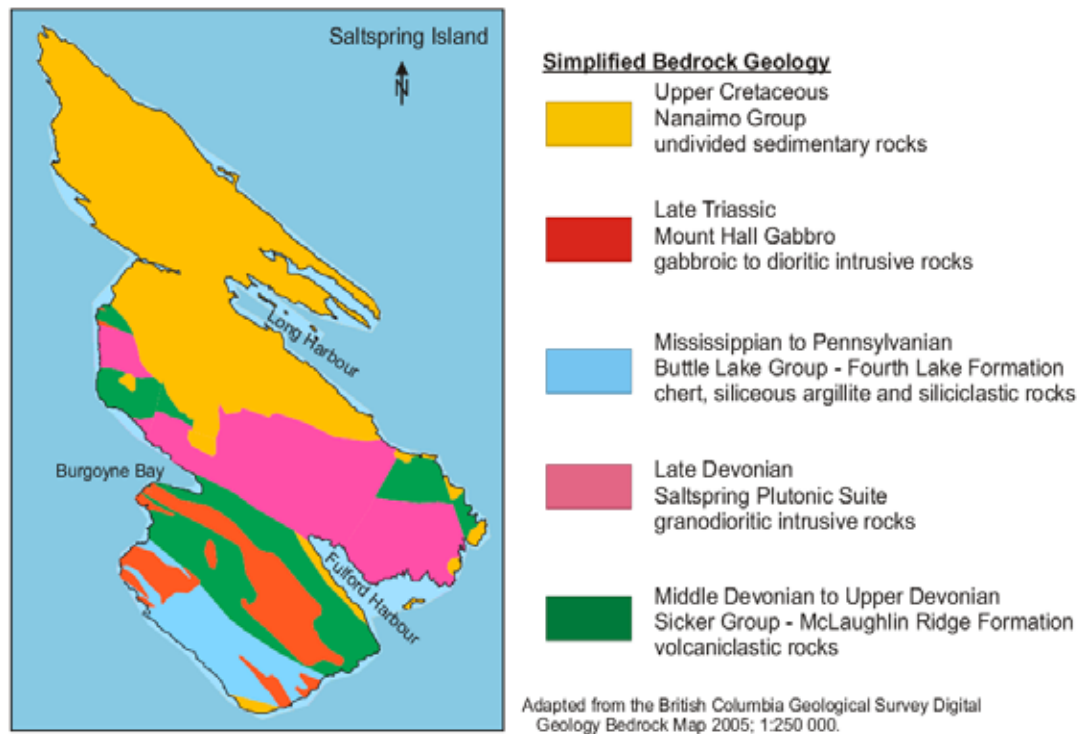 Saltspring Island
N
Long Harbour
Burgoyne Bay
Fulford Harbour
Simplified Bedrock Geology
Upper Cretaceous
Nanaimo Group
undivided sedimentary rocks
Late Triassic
Mount Hall Gabbro
gabbroic to dioritic intrusive rocks
Mississippian to Pennsylvanian
Buttle Lake Group - Fourth Lake Formation
chert, siliceous argillite and siliciclastic rocks
Late Devonian
Saltspring Plutonic Suite
granodioritic intrusive rocks
Middle Devonian to Upper Devonian
Sicker Group - McLaughlin Ridge Formation
volcaniclastic rocks
Adapted from the British Columbia Geological Survey Digital
Geology Bedrock Map 2005; 1:250 000.